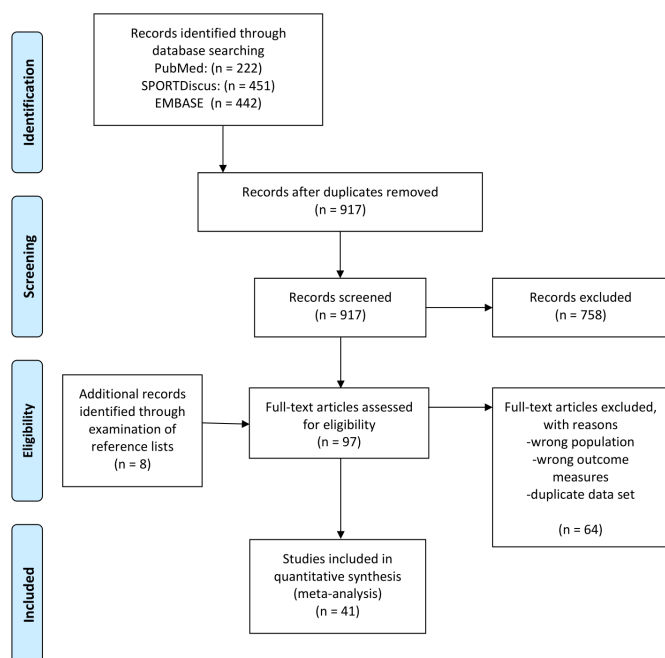 Identification
Records identified through
database searching
PubMed: (n = 222)
SPORTDiscus: (n = 451)
EMBASE (n = 442)
Records after duplicates removed
(n = 917)
Screening
Records screened
(n = 917)
Records excluded
(n = 758)
Eligibility
Additional records
identified through
examination of
reference lists
(n = 8)
Full-text articles assessed
for eligibility
(n = 97)
Full-text articles excluded,
with reasons
-wrong population
-wrong outcome
measures
-duplicate data set
(n = 64)
Included
Studies included in
quantitative synthesis
(meta-analysis)
(n = 41)